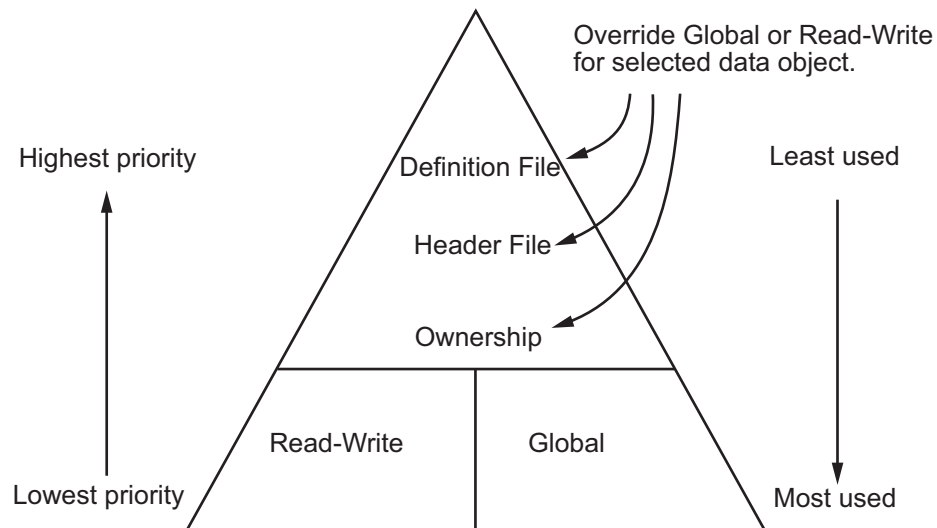 Override Global or Read-Write
for selected data object.
Highest priority
Definition File
Least used
Header File
Ownership
Read-Write
Global
Lowest priority
Most used